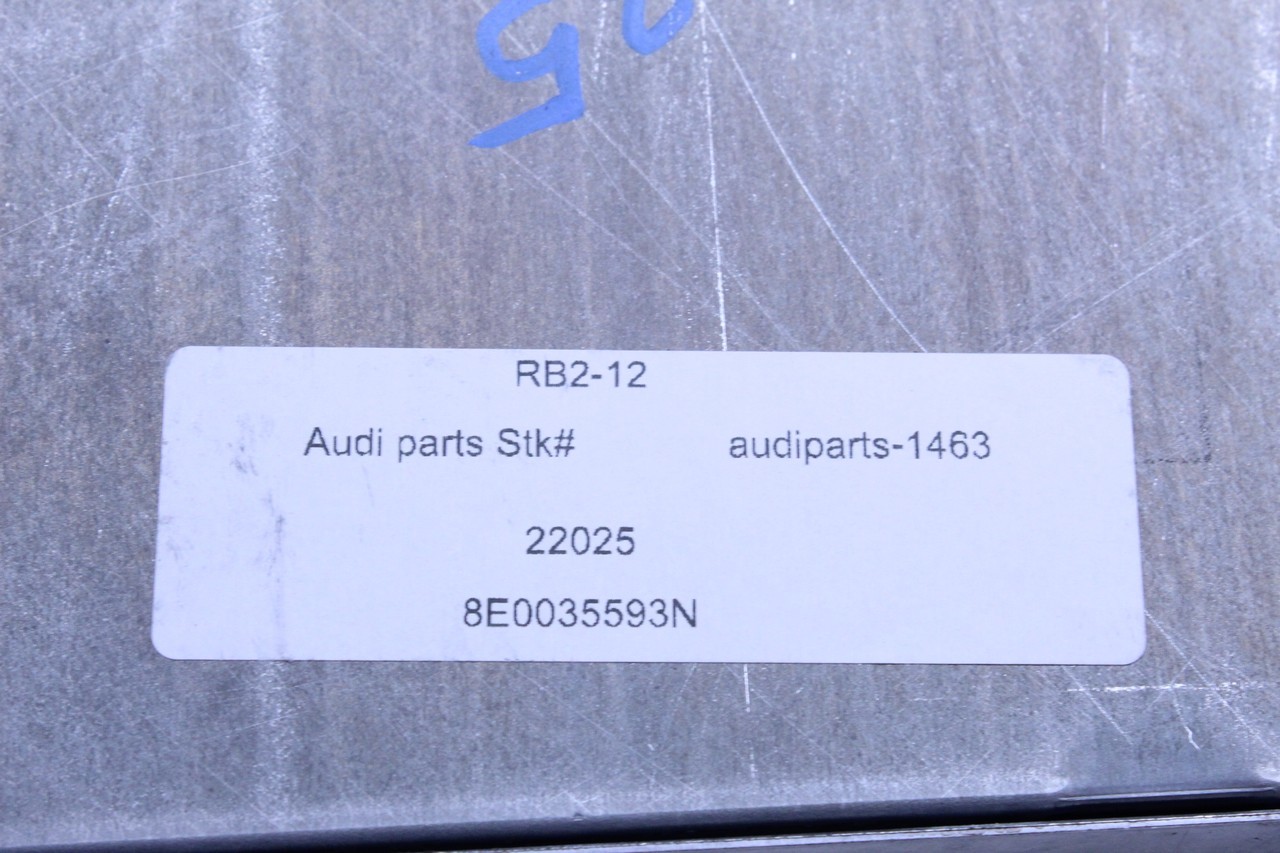 RB2-12
Audi parts Stk# audiparts-1463
22025
8E0035593N